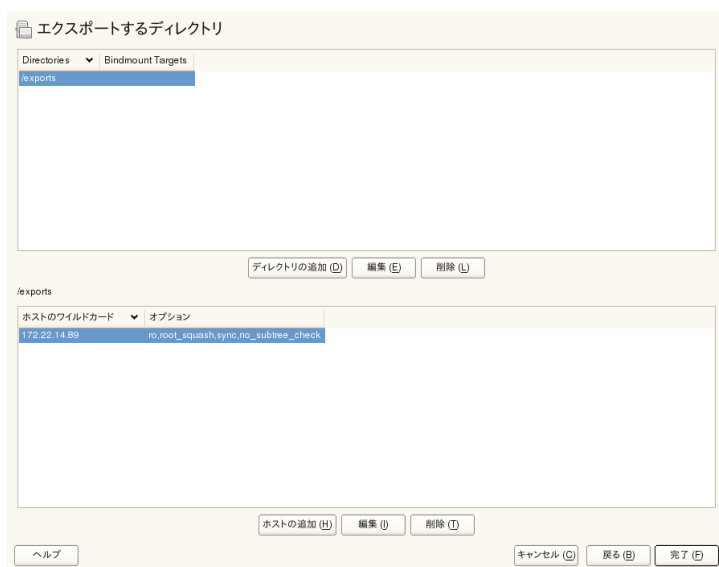 エクスポートするディレクトリ
Directories Bindmount Targets
/exports
ディレクトリの追加 (D) 編集 (E) 削除 (L)
/exports
ホストのワイルドカード オプション
172.22.14.89 ro,root_squash,sync,no_subtree_check
ホストの追加 (H) 編集 (I) 削除 (T)
ヘルプ キャンセル (C) 戻る (B) 完了 (F)